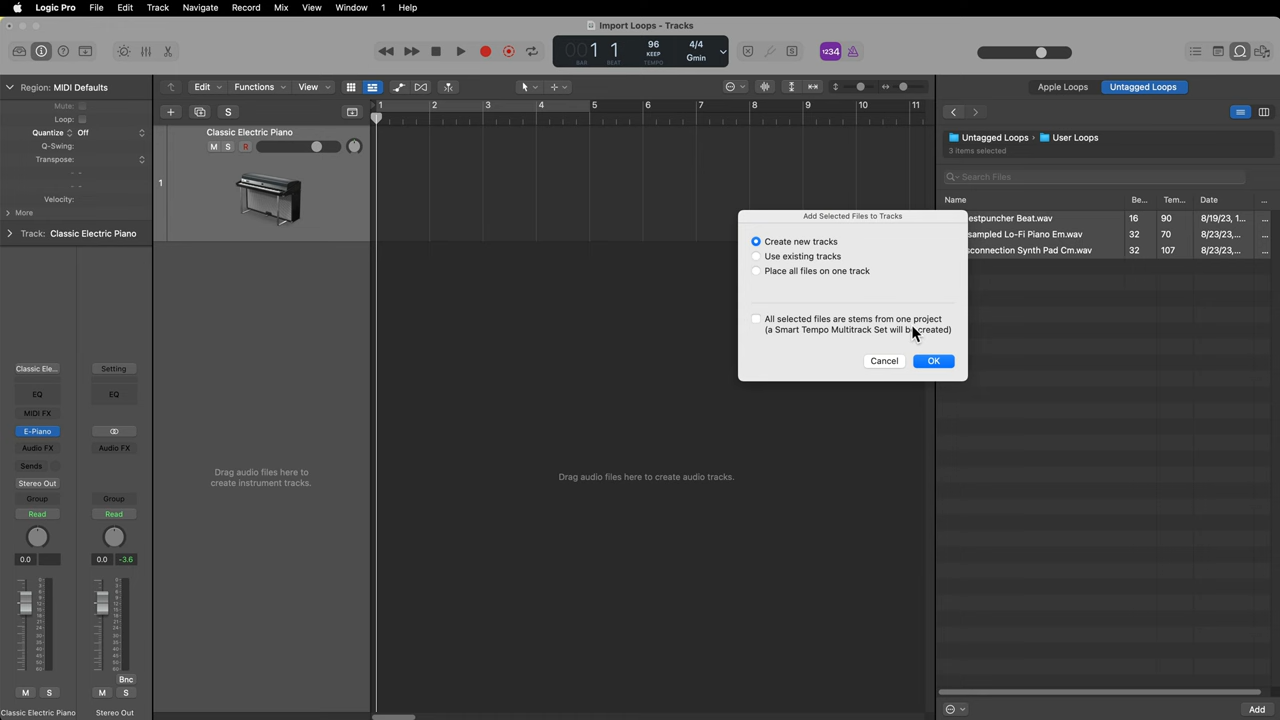 Logic Pro File Edit Track Navigate Record Mix View Window 1 Help
Import Loops - Tracks
1 1 96 4/4
KEEP Gmin
BAR BEAT TEMPO
1234
Region: MIDI Defaults
Mute:
Loop:
Quantize Off
Q-Swing:
Transpose:
Velocity:
More
Track: Classic Electric Piano
Edit Functions View
S
1 2 3 4 5 6 7 8 9 10 11
1
Classic Electric Piano
M S R
Drag audio files here to
create instrument tracks.
Drag audio files here to create audio tracks.
Apple Loops Untagged Loops
Untagged Loops › User Loops
3 items selected
Search Files
Name Be... Tem... Date ...
estpuncher Beat.wav 16 90 8/19/23, 1... ...
sampled Lo-Fi Piano Em.wav 32 70 8/23/23,... ...
sconnection Synth Pad Cm.wav 32 107 8/23/23,... ...
Add Selected Files to Tracks
Create new tracks
Use existing tracks
Place all files on one track
All selected files are stems from one project
(a Smart Tempo Multitrack Set will be created)
Cancel OK
Classic Ele... Setting
EQ EQ
MIDI FX
E-Piano
Audio FX Audio FX
Sends
Stereo Out
Group Group
Read Read
0.0 0.0 -3.6
Bnc
M S M S
Classic Electric Piano Stereo Out
Add